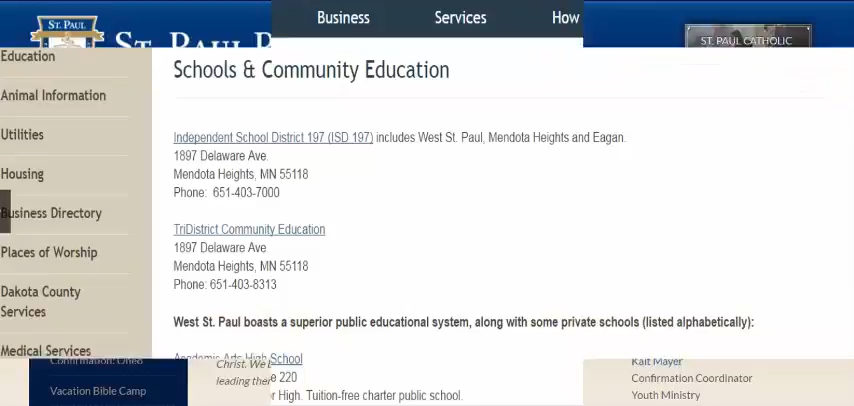 Business
Services
How
ST. PAUL
ST. PAUL
ST. PAUL CATHOLIC
Education
Animal Information
Utilities
Housing
Business Directory
Places of Worship
Dakota County
Services
Medical Services
Schools & Community Education
Independent School District 197 (ISD 197) includes West St. Paul, Mendota Heights and Eagan.
1897 Delaware Ave.
Mendota Heights, MN 55118
Phone: 651-403-7000
TriDistrict Community Education
1897 Delaware Ave
Mendota Heights, MN 55118
Phone: 651-403-8313
West St. Paul boasts a superior public educational system, along with some private schools (listed alphabetically):
Academic Arts High School
220
High. Tuition-free charter public school.
Vacation Bible Camp
Christ. We
leading
Kait Mayer
Confirmation Coordinator
Youth Ministry